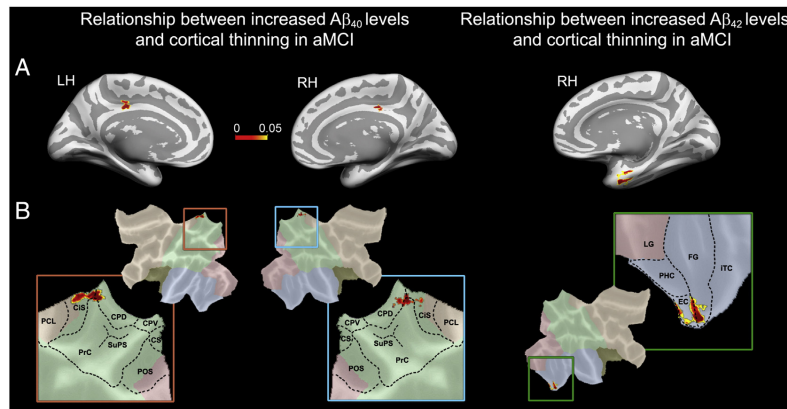 Relationship between increased Aβ40 levels
and cortical thinning in aMCI
Relationship between increased Aβ42 levels
and cortical thinning in aMCI
A
LH
RH
RH
0 0.05
B
PCL
CiS
CPD
CPV
CS
SuPS
PrC
POS
CPV
CPD
CiS
PCL
CS
SuPS
PrC
POS
LG
FG
ITC
PHC
EC